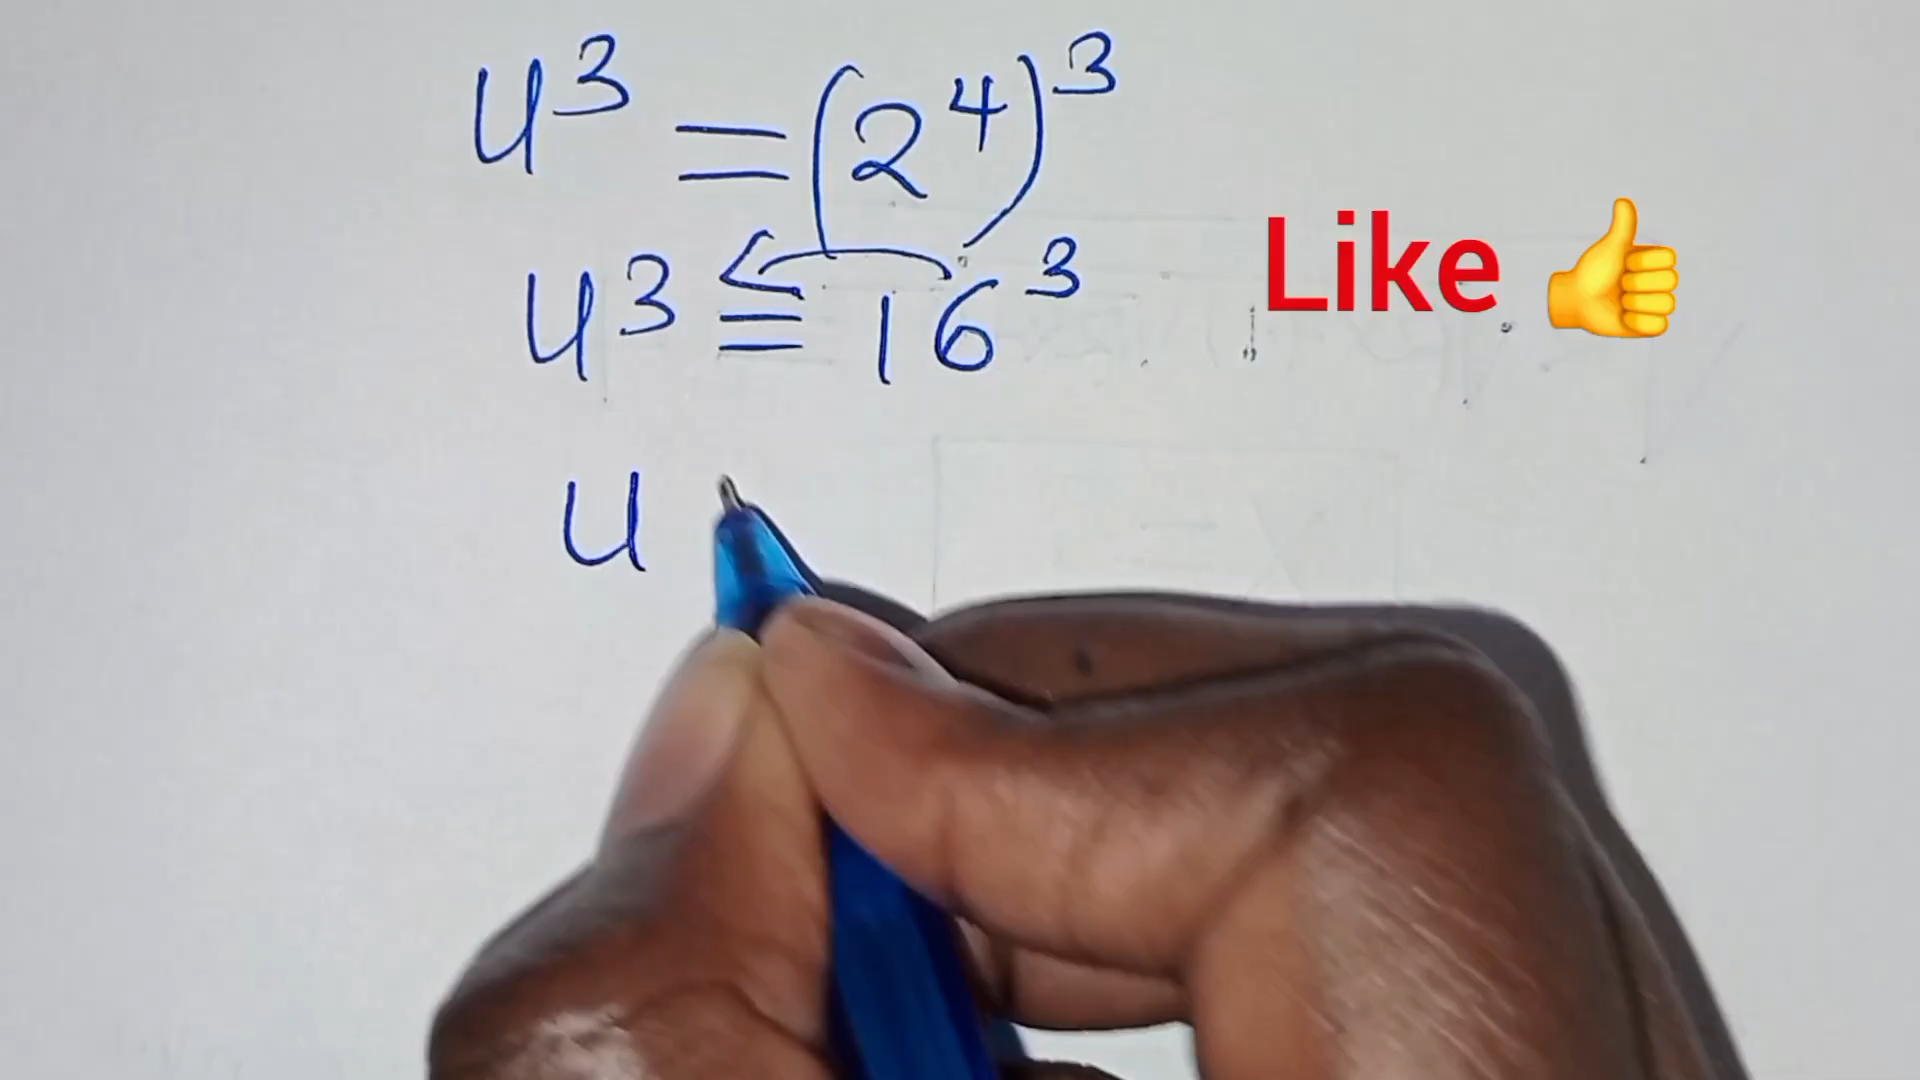 u³ = (2⁴)³
Like 👍
u³ = 16³
u